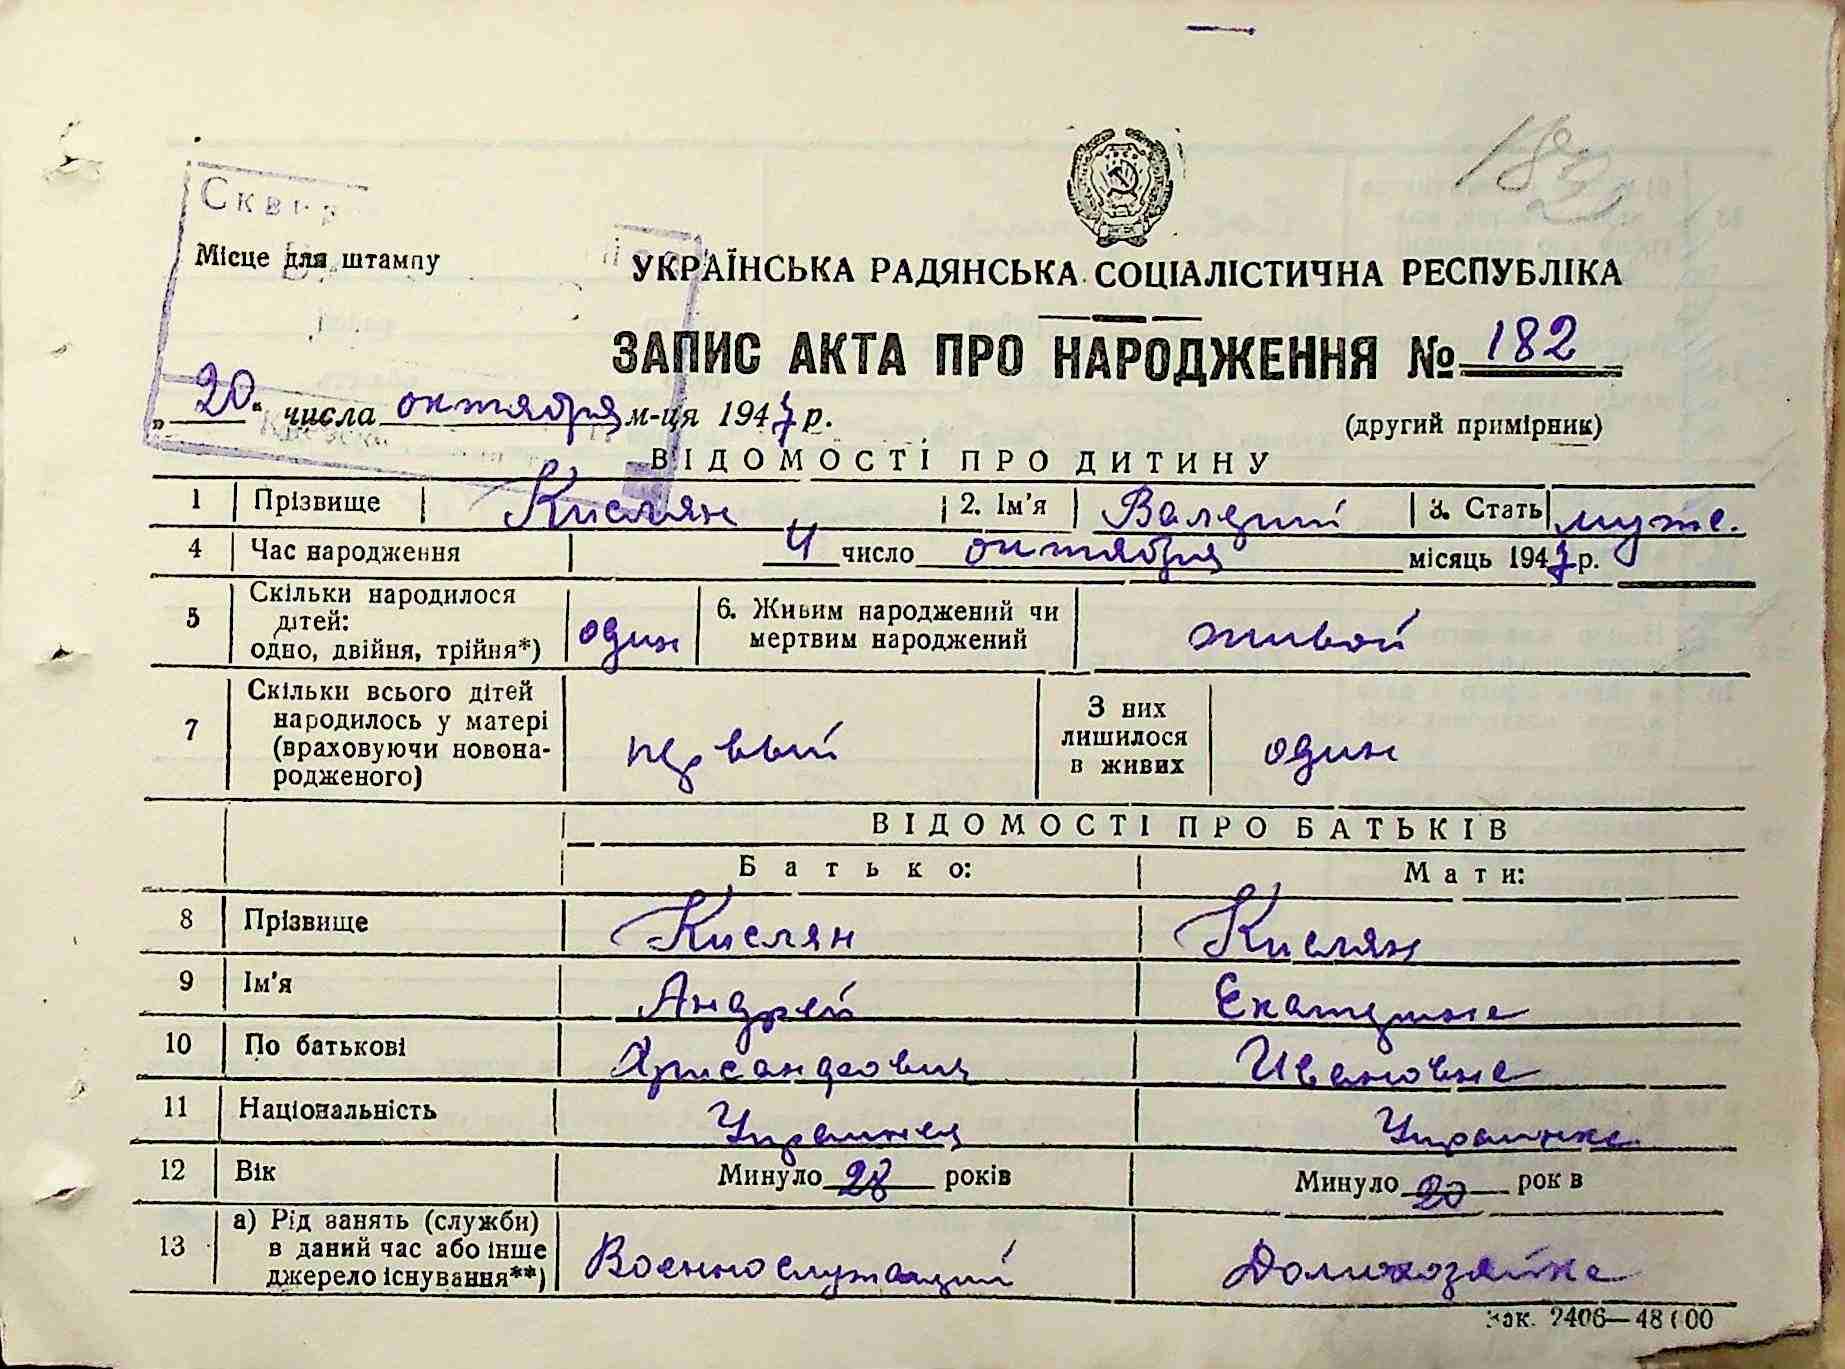 182
Сквир
Місце для штампу
УКРАЇНСЬКА РАДЯНСЬКА СОЦІАЛІСТИЧНА РЕСПУБЛІКА
ЗАПИС АКТА ПРО НАРОДЖЕННЯ № 182
„20“ числа октября м-ця 1947 р.
(другий примірник)
ВІДОМОСТІ ПРО ДИТИНУ
1 Прізвище Кислян 2. Ім'я Валерий 3. Стать муже.
4 Час народження 4 число октября місяць 1947 р.
5 Скільки народилося дітей: одно, двійня, трійня*) один 6. Живим народжений чи мертвим народжений живой
7 Скільки всього дітей народилось у матері (враховуючи новонародженого) первый З них лишилося в живих один
ВІДОМОСТІ ПРО БАТЬКІВ
Батько: Мати:
8 Прізвище Кислян Кислян
9 Ім'я Андрей Екатерина
10 По батькові Хрисанфович Ивановна
11 Національність Украинец Украинка
12 Вік Минуло 28 років Минуло 20 рок в
13 а) Рід занять (служби) в даний час або інше джерело існування**) Военнослужащий Домохозяйка
Зак. 2406—48100